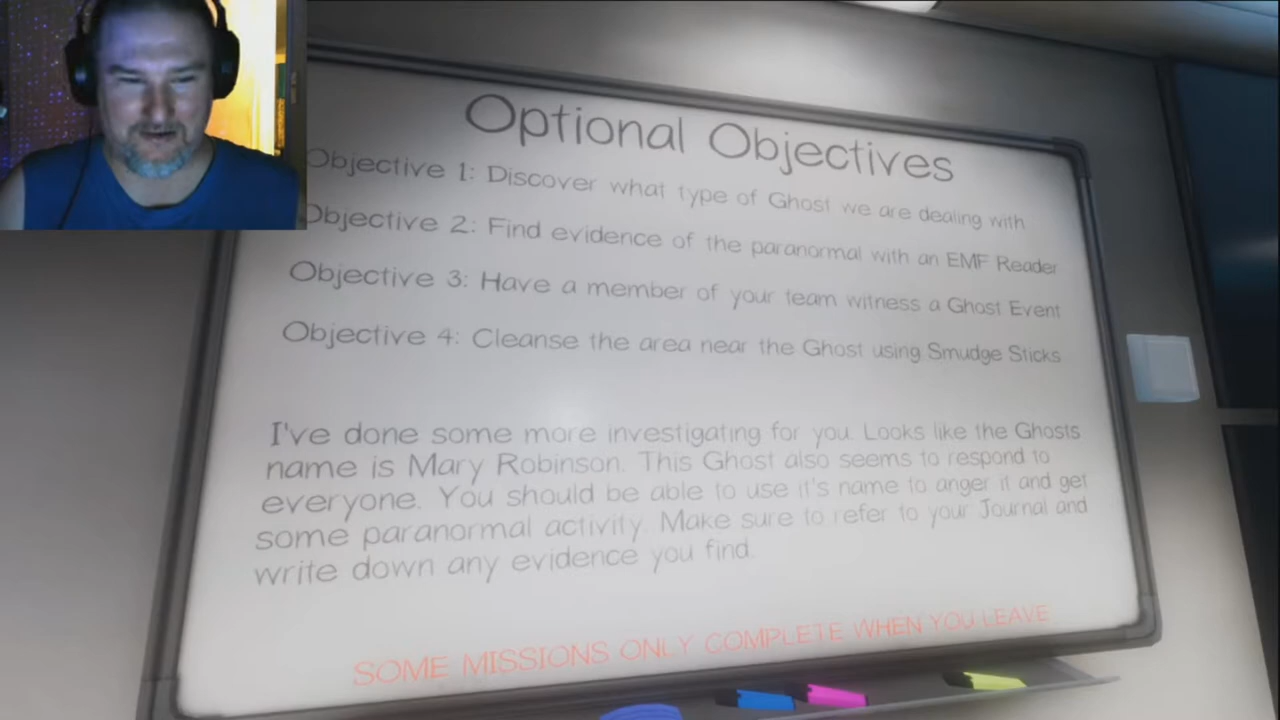 Optional Objectives
Objective 1: Discover what type of Ghost we are dealing with
Objective 2: Find evidence of the paranormal with an EMF Reader
Objective 3: Have a member of your team witness a Ghost Event
Objective 4: Cleanse the area near the Ghost using Smudge Sticks
I've done some more investigating for you. Looks like the Ghosts
name is Mary Robinson. This Ghost also seems to respond to
everyone. You should be able to use it's name to anger it and get
some paranormal activity. Make sure to refer to your Journal and
write down any evidence you find.
SOME MISSIONS ONLY COMPLETE WHEN YOU LEAVE